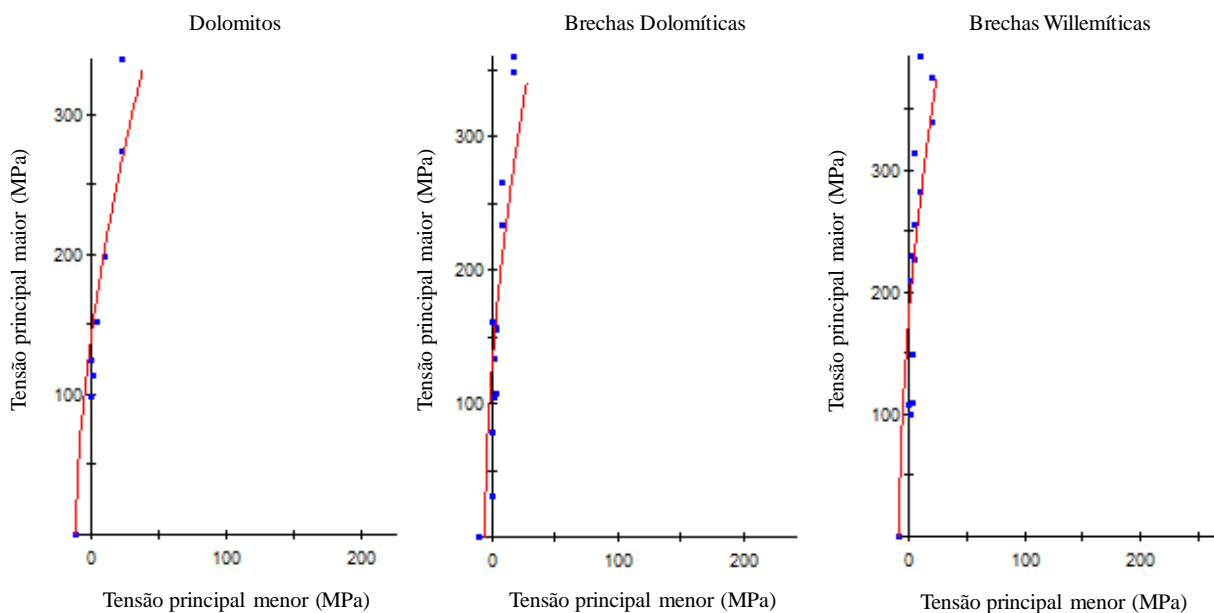 Dolomitos
Tensão principal maior (MPa)
300
200
100
0 100 200
Tensão principal menor (MPa)
Brechas Dolomíticas
Tensão principal maior (MPa)
300
200
100
0 100 200
Tensão principal menor (MPa)
Brechas Willemíticas
Tensão principal maior (MPa)
300
200
100
0 100 200
Tensão principal menor (MPa)